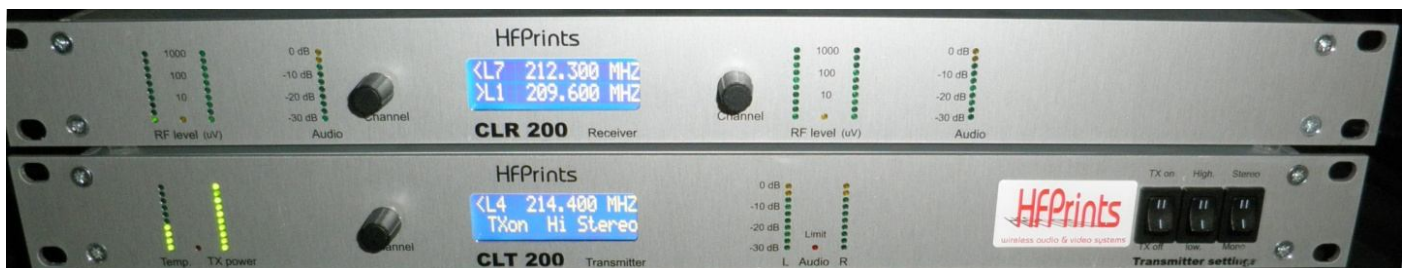 HFPrints
1000
100
10
RF level (uV)
0 dB
-10 dB
-20 dB
-30 dB
Audio
Channel
<L7 212.300 MHZ
>L1 209.600 MHZ
CLR 200 Receiver
Channel
1000
100
10
RF level (uV)
0 dB
-10 dB
-20 dB
-30 dB
Audio
HFPrints
Temp. TX power
Channel
<L4 214.400 MHZ
TXon Hi Stereo
CLT 200 Transmitter
0 dB
-10 dB
-20 dB
-30 dB
Limit
L Audio R
HFPrints
wireless audio & video systems
TX on High. Stereo
TX off low. Mono
Transmitter settings